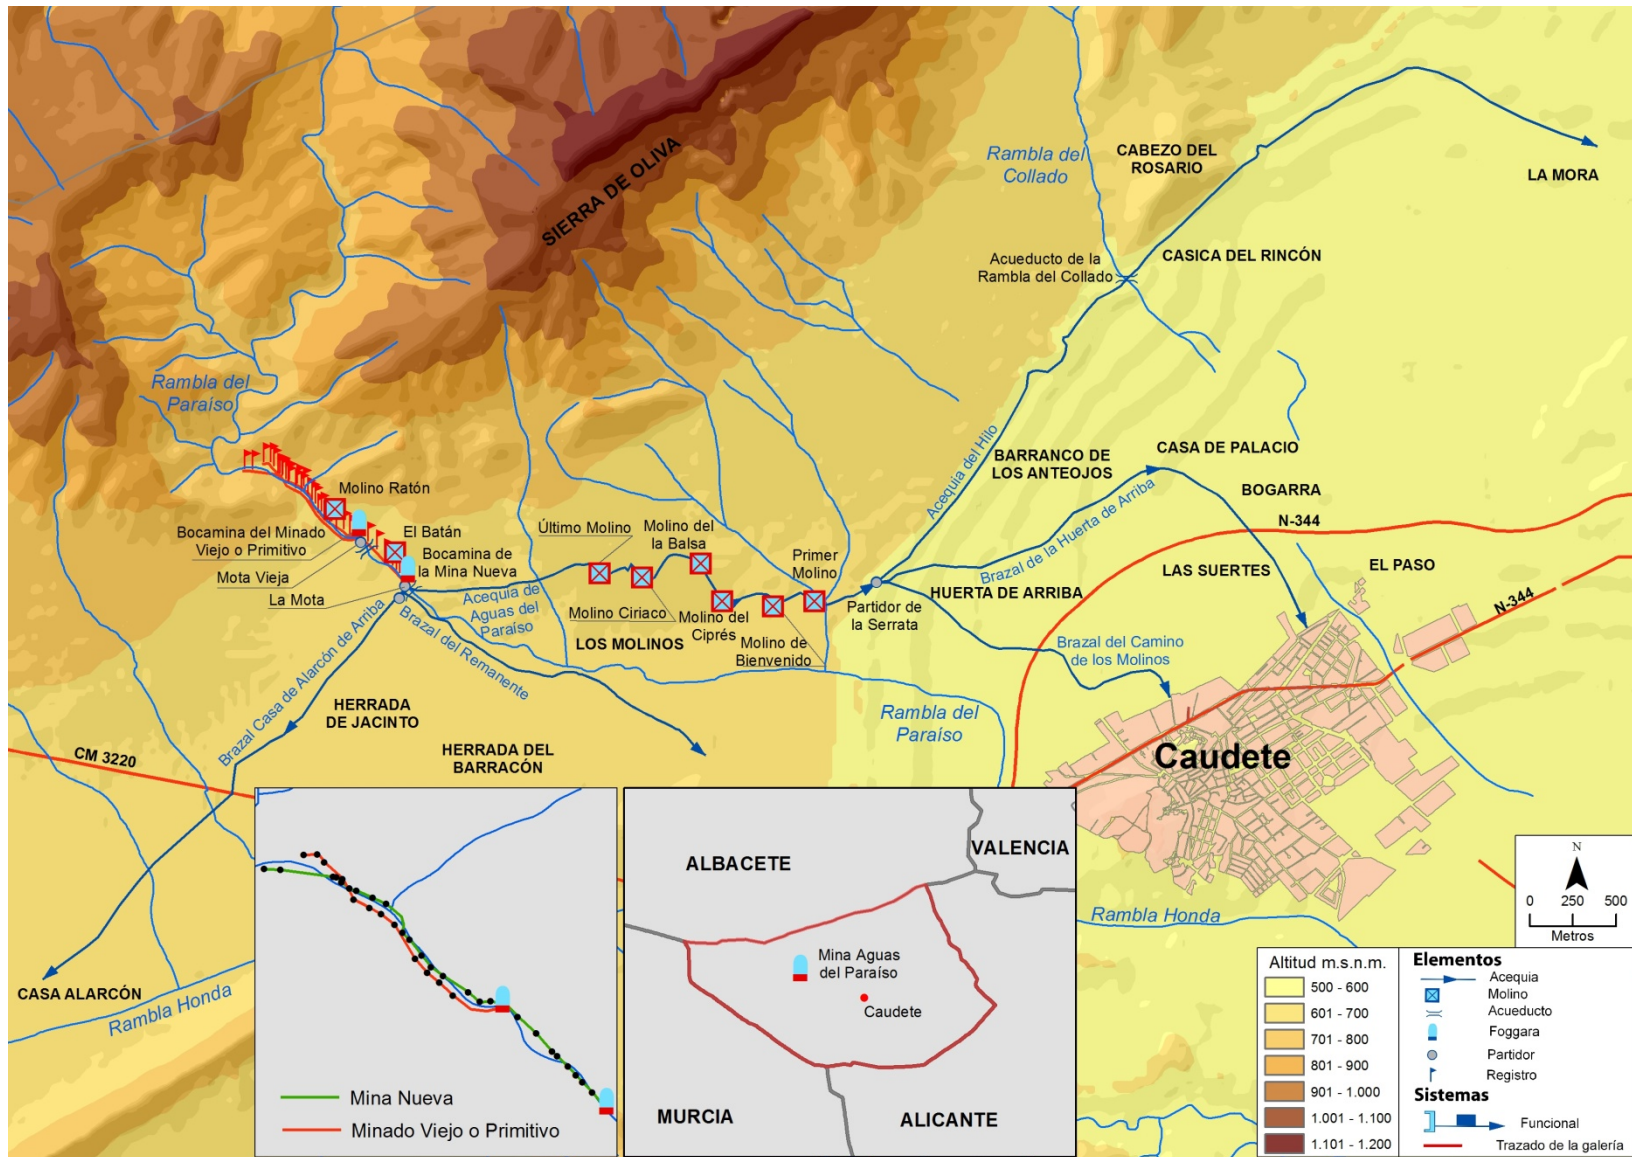 SIERRA DE OLIVA
Rambla del
Collado
CABEZO DEL
ROSARIO
LA MORA
Acueducto de la
Rambla del Collado
CASICA DEL RINCÓN
Rambla del
Paraíso
Molino Ratón
Bocamina del Minado
Viejo o Primitivo
El Batán
Mota Vieja
Bocamina de
la Mina Nueva
La Mota
Último Molino
Molino del
la Balsa
Primer
Molino
Acequia de
Aguas del
Paraíso
Molino Ciriaco
LOS MOLINOS
Molino del
Ciprés
Molino de
Bienvenido
Partidor de
la Serrata
Acequia del Hilo
BARRANCO DE
LOS ANTEOJOS
CASA DE PALACIO
BOGARRA
Brazal de la Huerta de Arriba
N-344
HUERTA DE ARRIBA
LAS SUERTES
EL PASO
N-344
Brazal del Camino
de los Molinos
Brazal Casa de Alarcón de Arriba
Brazal del Remanente
HERRADA
DE JACINTO
HERRADA DEL
BARRACÓN
CM 3220
Rambla del
Paraíso
Caudete
CASA ALARCÓN
Rambla Honda
Rambla Honda
Mina Nueva
Minado Viejo o Primitivo
ALBACETE
VALENCIA
Mina Aguas
del Paraíso
Caudete
MURCIA
ALICANTE
N
0 250 500
Metros
Altitud m.s.n.m.
500 - 600
601 - 700
701 - 800
801 - 900
901 - 1.000
1.001 - 1.100
1.101 - 1.200
Elementos
Acequia
Molino
Acueducto
Foggara
Partidor
Registro
Sistemas
Funcional
Trazado de la galería